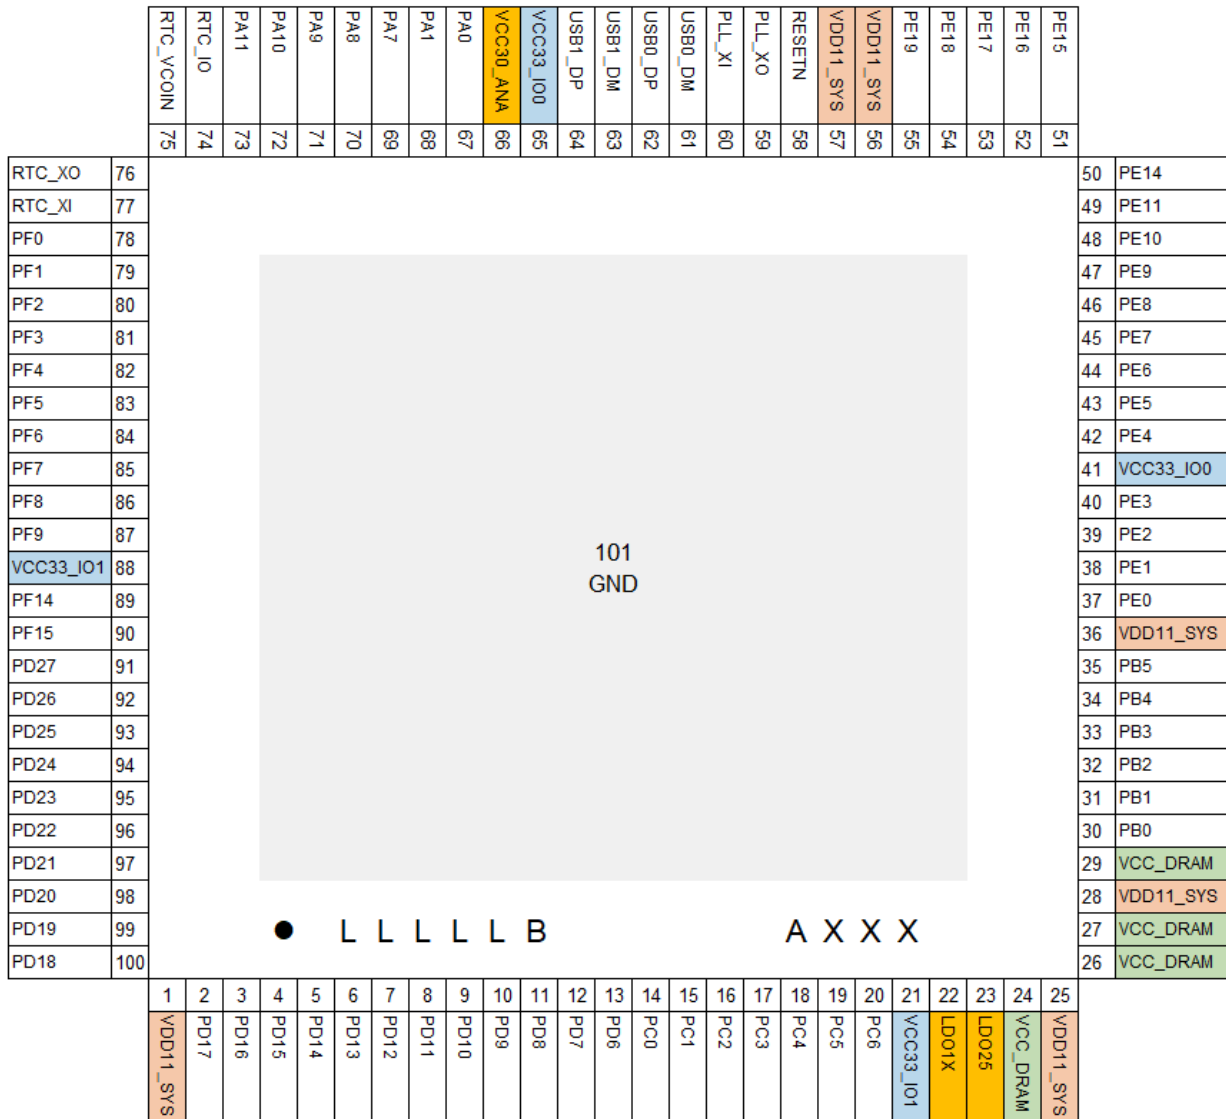 RTC_VCOIN RTC_IO PA11 PA10 PA9 PA8 PA7 PA1 PA0 VCC30_ANA VCC33_IO0 USB1_DP USB1_DM USB0_DP USB0_DM PLL_XI PLL_XO RESETN VDD11_SYS VDD11_SYS PE19 PE18 PE17 PE16 PE15
75 74 73 72 71 70 69 68 67 66 65 64 63 62 61 60 59 58 57 56 55 54 53 52 51
RTC_XO 76 50 PE14
RTC_XI 77 49 PE11
PF0 78 48 PE10
PF1 79 47 PE9
PF2 80 46 PE8
PF3 81 45 PE7
PF4 82 44 PE6
PF5 83 43 PE5
PF6 84 42 PE4
PF7 85 41 VCC33_IO0
PF8 86 40 PE3
PF9 87 39 PE2
101
GND
VCC33_IO1 88 38 PE1
PF14 89 37 PE0
PF15 90 36 VDD11_SYS
PD27 91 35 PB5
PD26 92 34 PB4
PD25 93 33 PB3
PD24 94 32 PB2
PD23 95 31 PB1
PD22 96 30 PB0
PD21 97 29 VCC_DRAM
PD20 98 28 VDD11_SYS
PD19 99 ● L L L L L B A X X X 27 VCC_DRAM
PD18 100 26 VCC_DRAM
1 2 3 4 5 6 7 8 9 10 11 12 13 14 15 16 17 18 19 20 21 22 23 24 25
VDD11_SYS PD17 PD16 PD15 PD14 PD13 PD12 PD11 PD10 PD9 PD8 PD7 PD6 PC0 PC1 PC2 PC3 PC4 PC5 PC6 VCC33_IO1 LDO1X LDO25 VCC_DRAM VDD11_SYS